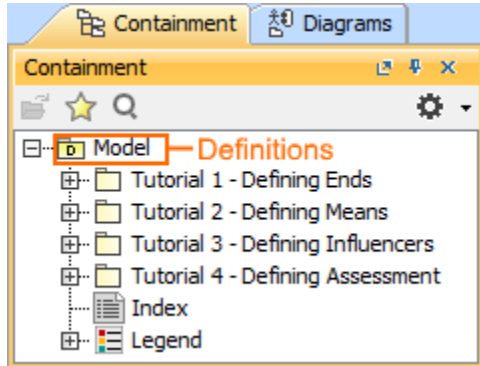 Containment Diagrams
Containment
Model Definitions
Tutorial 1 - Defining Ends
Tutorial 2 - Defining Means
Tutorial 3 - Defining Influencers
Tutorial 4 - Defining Assessment
Index
Legend